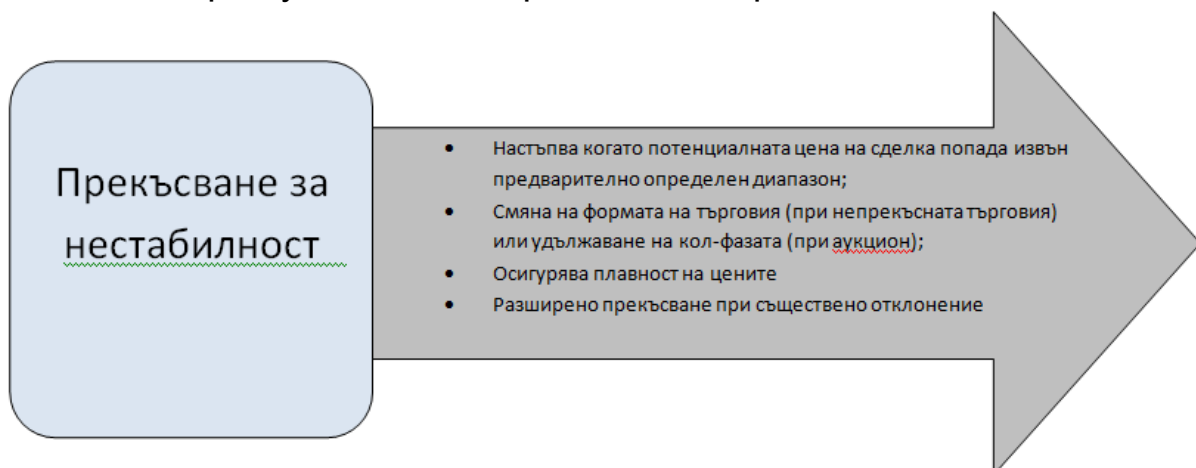 Прекъсване за
нестабилност
• Настъпва когато потенциалната цена на сделка попада извън
предварително определен диапазон;
• Смяна на формата на търговия (при непрекъсната търговия)
или удължаване на кол-фазата (при аукцион);
• Осигурява плавност на цените
• Разширено прекъсване при съществено отклонение